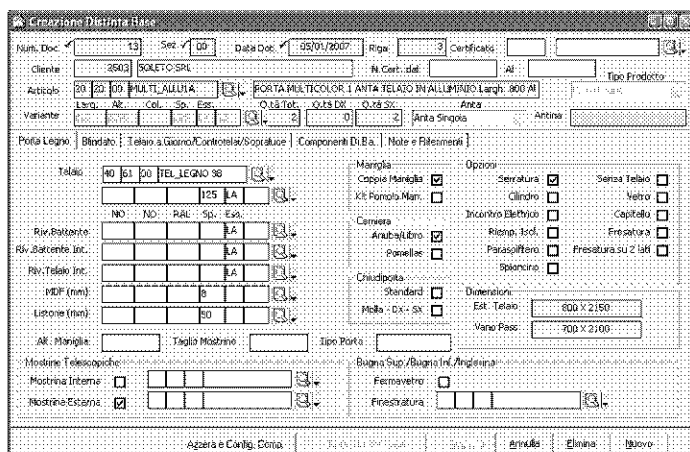 Creazione Distinta Base
Num. Doc. 13 Sez. 00 Data Doc. 05/01/2007 Riga 3 Certificato
Cliente 2503 SOLETO SRL N.Cert. dal Al Tipo Prodotto
Articolo 20 20 00 MULTI_ALLU1A PORTA MULTICOLOR 1 ANTA TELAIO IN ALLUMINIO Largh. 800 Al
Larg. Alt. Col. Sp. Ess. Q.tà Tot. Q.tà DX Q.tà SX Anta
Variante 2 0 2 Anta Singola Antina
Porta Legno Blindato Telaio a Giorno/Controtelai/Sopraluce Componenti Di.Ba. Note e Riferimenti
Telaio 40 61 00 TEL_LEGNO 98
125 LA
NO NO RAL Sp. Ess.
Riv.Battente LA
Riv.Battente Int. LA
Riv.Telaio Int. LA
MDF (mm) 8
Listone (mm) 50
Maniglia
Coppia Maniglia
Kit Pomolo Man.
Cerniera
Anuba/Libro
Pomellas
Chiudiporta
Standard
Molla - DX - SX
Opzioni
Serratura Senza Telaio
Cilindro Vetro
Incontro Elettrico Capitello
Riemp. Isol. Fresatura
Paraspiffero Fresatura su 2 lati
Spioncino
Dimensioni
Est. Telaio 800 X 2150
Vano Pass 700 X 2100
Alt. Maniglia Taglio Mostrino Tipo Porta
Mostrine Telescopiche
Mostrina Interna
Mostrina Esterna
Bugna Sup./Bugna Inf./Inglesina
Fermavetro
Finestratura
Azzera e Config. Comp. Annulla Elimina Nuovo